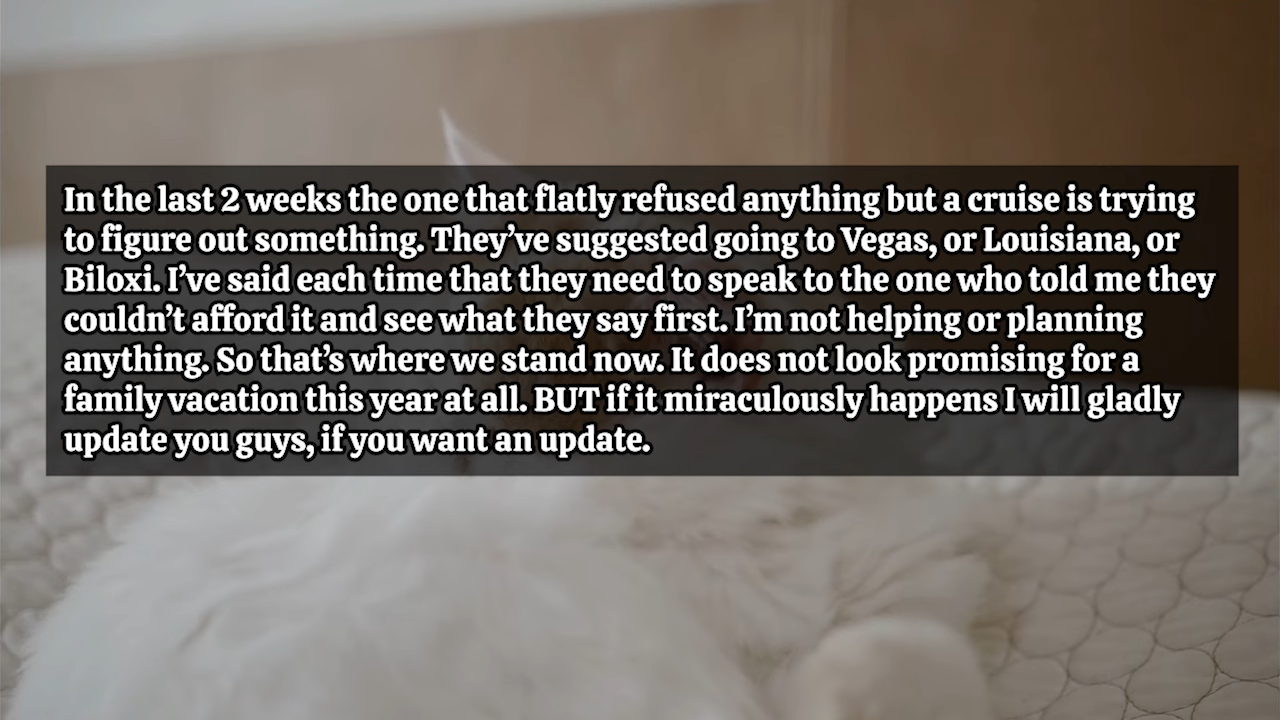 In the last 2 weeks the one that flatly refused anything but a cruise is trying
to figure out something. They’ve suggested going to Vegas, or Louisiana, or
Biloxi. I’ve said each time that they need to speak to the one who told me they
couldn’t afford it and see what they say first. I’m not helping or planning
anything. So that’s where we stand now. It does not look promising for a
family vacation this year at all. BUT if it miraculously happens I will gladly
update you guys, if you want an update.